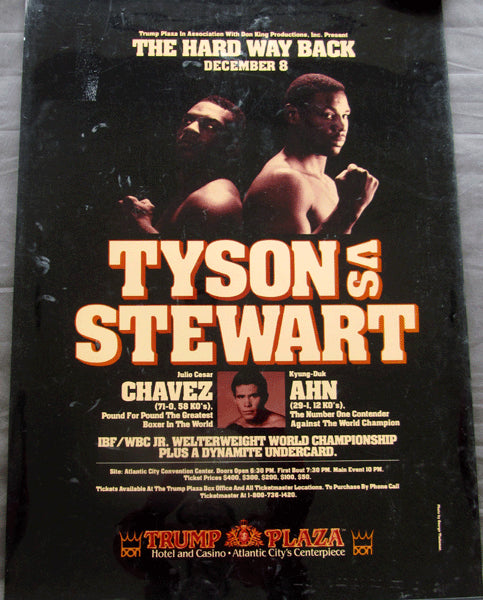 Trump Plaza In Association With Don King Productions, Inc. Present
THE HARD WAY BACK
DECEMBER 8
TYSON VS
STEWART
Julio Cesar
CHAVEZ
(71-0, 58 KO's),
Pound For Pound The Greatest
Boxer In The World
Kyung-Duk
AHN
(29-1, 12 KO's),
The Number One Contender
Against The World Champion
IBF/WBC JR. WELTERWEIGHT WORLD CHAMPIONSHIP
PLUS A DYNAMITE UNDERCARD.
Site: Atlantic City Convention Center. Doors Open 6:30 PM. First Bout 7:30 PM. Main Event 10 PM.
Ticket Prices $400, $300, $200, $100, $50.
Tickets Available At The Trump Plaza Box Office And All Ticketmaster Locations. To Purchase By Phone Call
Ticketmaster At 1-800-736-1420.
DON
TRUMP PLAZA
Hotel and Casino • Atlantic City's Centerpiece
DON